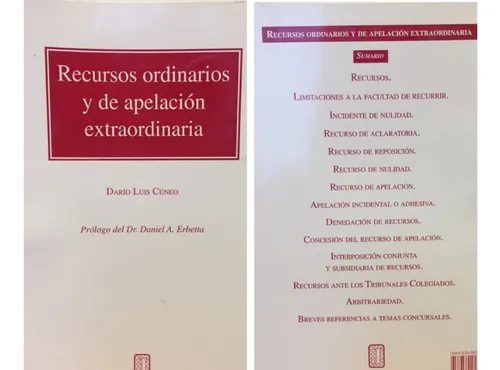 Recursos ordinarios
y de apelación
extraordinaria
Darío Luis Cúneo
Prólogo del Dr. Daniel A. Erbetta
Recursos ordinarios y de apelación extraordinaria
Sumario
Recursos.
Limitaciones a la facultad de recurrir.
Incidente de nulidad.
Recurso de aclaratoria.
Recurso de reposición.
Recurso de nulidad.
Recurso de apelación.
Apelación incidental o adhesiva.
Denegación de recursos.
Concesión del recurso de apelación.
Interposición conjunta
y subsidiaria de recursos.
Recursos ante los Tribunales Colegiados.
Arbitrariedad.
Breves referencias a temas concursales.